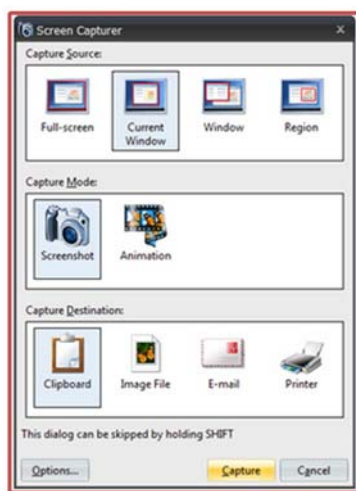 Screen Capturer
Capture Source:
Full-screen
Current
Window
Window
Region
Capture Mode:
Screenshot
Animation
Capture Destination:
Clipboard
Image File
E-mail
Printer
This dialog can be skipped by holding SHIFT
Options...
Capture
Cancel